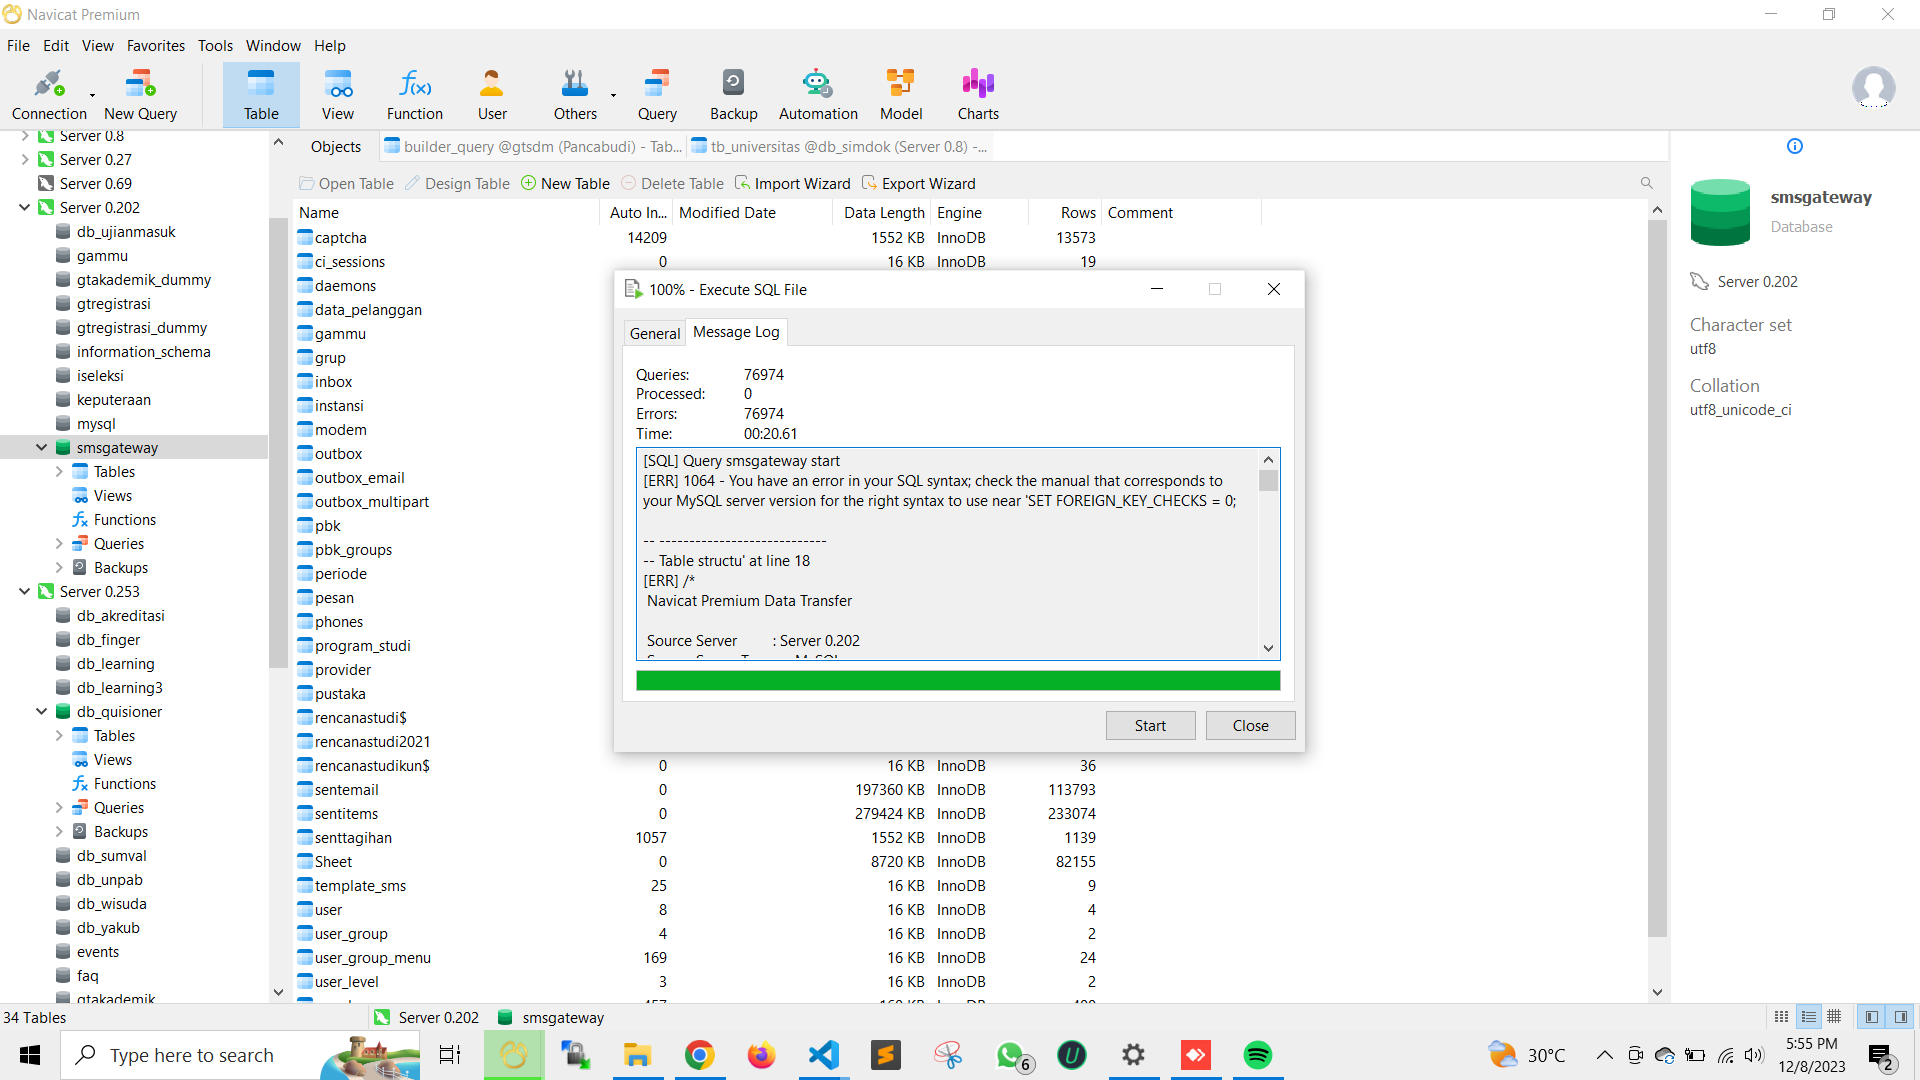 Navicat Premium
File Edit View Favorites Tools Window Help
Connection New Query Table View Function User Others Query Backup Automation Model Charts
Objects builder_query @gtsdm (Pancabudi) - Tab... tb_universitas @db_simdok (Server 0.8) -...
Open Table Design Table New Table Delete Table Import Wizard Export Wizard
Server 0.8
Server 0.27
Server 0.69
Server 0.202
db_ujianmasuk
gammu
gtakademik_dummy
gtregistrasi
gtregistrasi_dummy
information_schema
iseleksi
keputeraan
mysql
smsgateway
Tables
Views
Functions
Queries
Backups
Server 0.253
db_akreditasi
db_finger
db_learning
db_learning3
db_quisioner
Tables
Views
Functions
Queries
Backups
db_sumval
db_unpab
db_wisuda
db_yakub
events
faq
gtakademik
Name Auto In... Modified Date Data Length Engine Rows Comment
captcha 14209 1552 KB InnoDB 13573
ci_sessions 0 16 KB InnoDB 19
daemons
data_pelanggan
gammu
grup
inbox
instansi
modem
outbox
outbox_email
outbox_multipart
pbk
pbk_groups
periode
pesan
phones
program_studi
provider
pustaka
rencanastudi$
rencanastudi2021
rencanastudikun$ 0 16 KB InnoDB 36
sentemail 0 197360 KB InnoDB 113793
sentitems 0 279424 KB InnoDB 233074
senttagihan 1057 1552 KB InnoDB 1139
Sheet 0 8720 KB InnoDB 82155
template_sms 25 16 KB InnoDB 9
user 8 16 KB InnoDB 4
user_group 4 16 KB InnoDB 2
user_group_menu 169 16 KB InnoDB 24
user_level 3 16 KB InnoDB 2
100% - Execute SQL File
General Message Log
Queries: 76974
Processed: 0
Errors: 76974
Time: 00:20.61
[SQL] Query smsgateway start
[ERR] 1064 - You have an error in your SQL syntax; check the manual that corresponds to
your MySQL server version for the right syntax to use near 'SET FOREIGN_KEY_CHECKS = 0;
-- ----------------------------
-- Table structu' at line 18
[ERR] /*
Navicat Premium Data Transfer
Source Server : Server 0.202
Start Close
smsgateway
Database
Server 0.202
Character set
utf8
Collation
utf8_unicode_ci
34 Tables Server 0.202 smsgateway
Type here to search
6
30°C
5:55 PM
12/8/2023
2